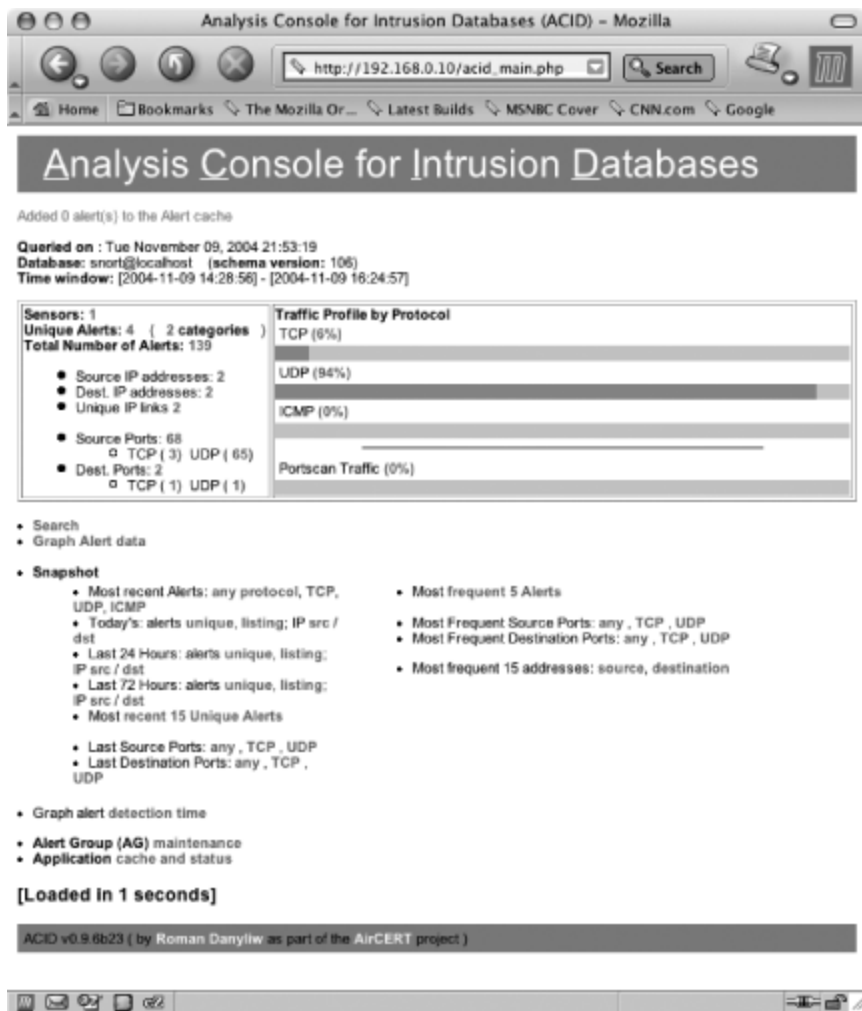 Analysis Console for Intrusion Databases (ACID) – Mozilla
http://192.168.0.10/acid_main.php
Search
Home Bookmarks The Mozilla Or... Latest Builds MSNBC Cover CNN.com Google
Analysis Console for Intrusion Databases
Added 0 alert(s) to the Alert cache
Queried on : Tue November 09, 2004 21:53:19
Database: snort@localhost (schema version: 106)
Time window: [2004-11-09 14:28:56] - [2004-11-09 16:24:57]
Sensors: 1
Unique Alerts: 4 ( 2 categories )
Total Number of Alerts: 139
Source IP addresses: 2
Dest. IP addresses: 2
Unique IP links 2
Source Ports: 68
TCP ( 3) UDP ( 65)
Dest. Ports: 2
TCP ( 1) UDP ( 1)
Traffic Profile by Protocol
TCP (6%)
UDP (94%)
ICMP (0%)
Portscan Traffic (0%)
Search
Graph Alert data
Snapshot
Most recent Alerts: any protocol, TCP,
UDP, ICMP
Today's: alerts unique, listing; IP src /
dst
Last 24 Hours: alerts unique, listing;
IP src / dst
Last 72 Hours: alerts unique, listing;
IP src / dst
Most recent 15 Unique Alerts
Last Source Ports: any , TCP , UDP
Last Destination Ports: any , TCP ,
UDP
Most frequent 5 Alerts
Most Frequent Source Ports: any , TCP , UDP
Most Frequent Destination Ports: any , TCP , UDP
Most frequent 15 addresses: source, destination
Graph alert detection time
Alert Group (AG) maintenance
Application cache and status
[Loaded in 1 seconds]
ACID v0.9.6b23 ( by Roman Danyliw as part of the AirCERT project )